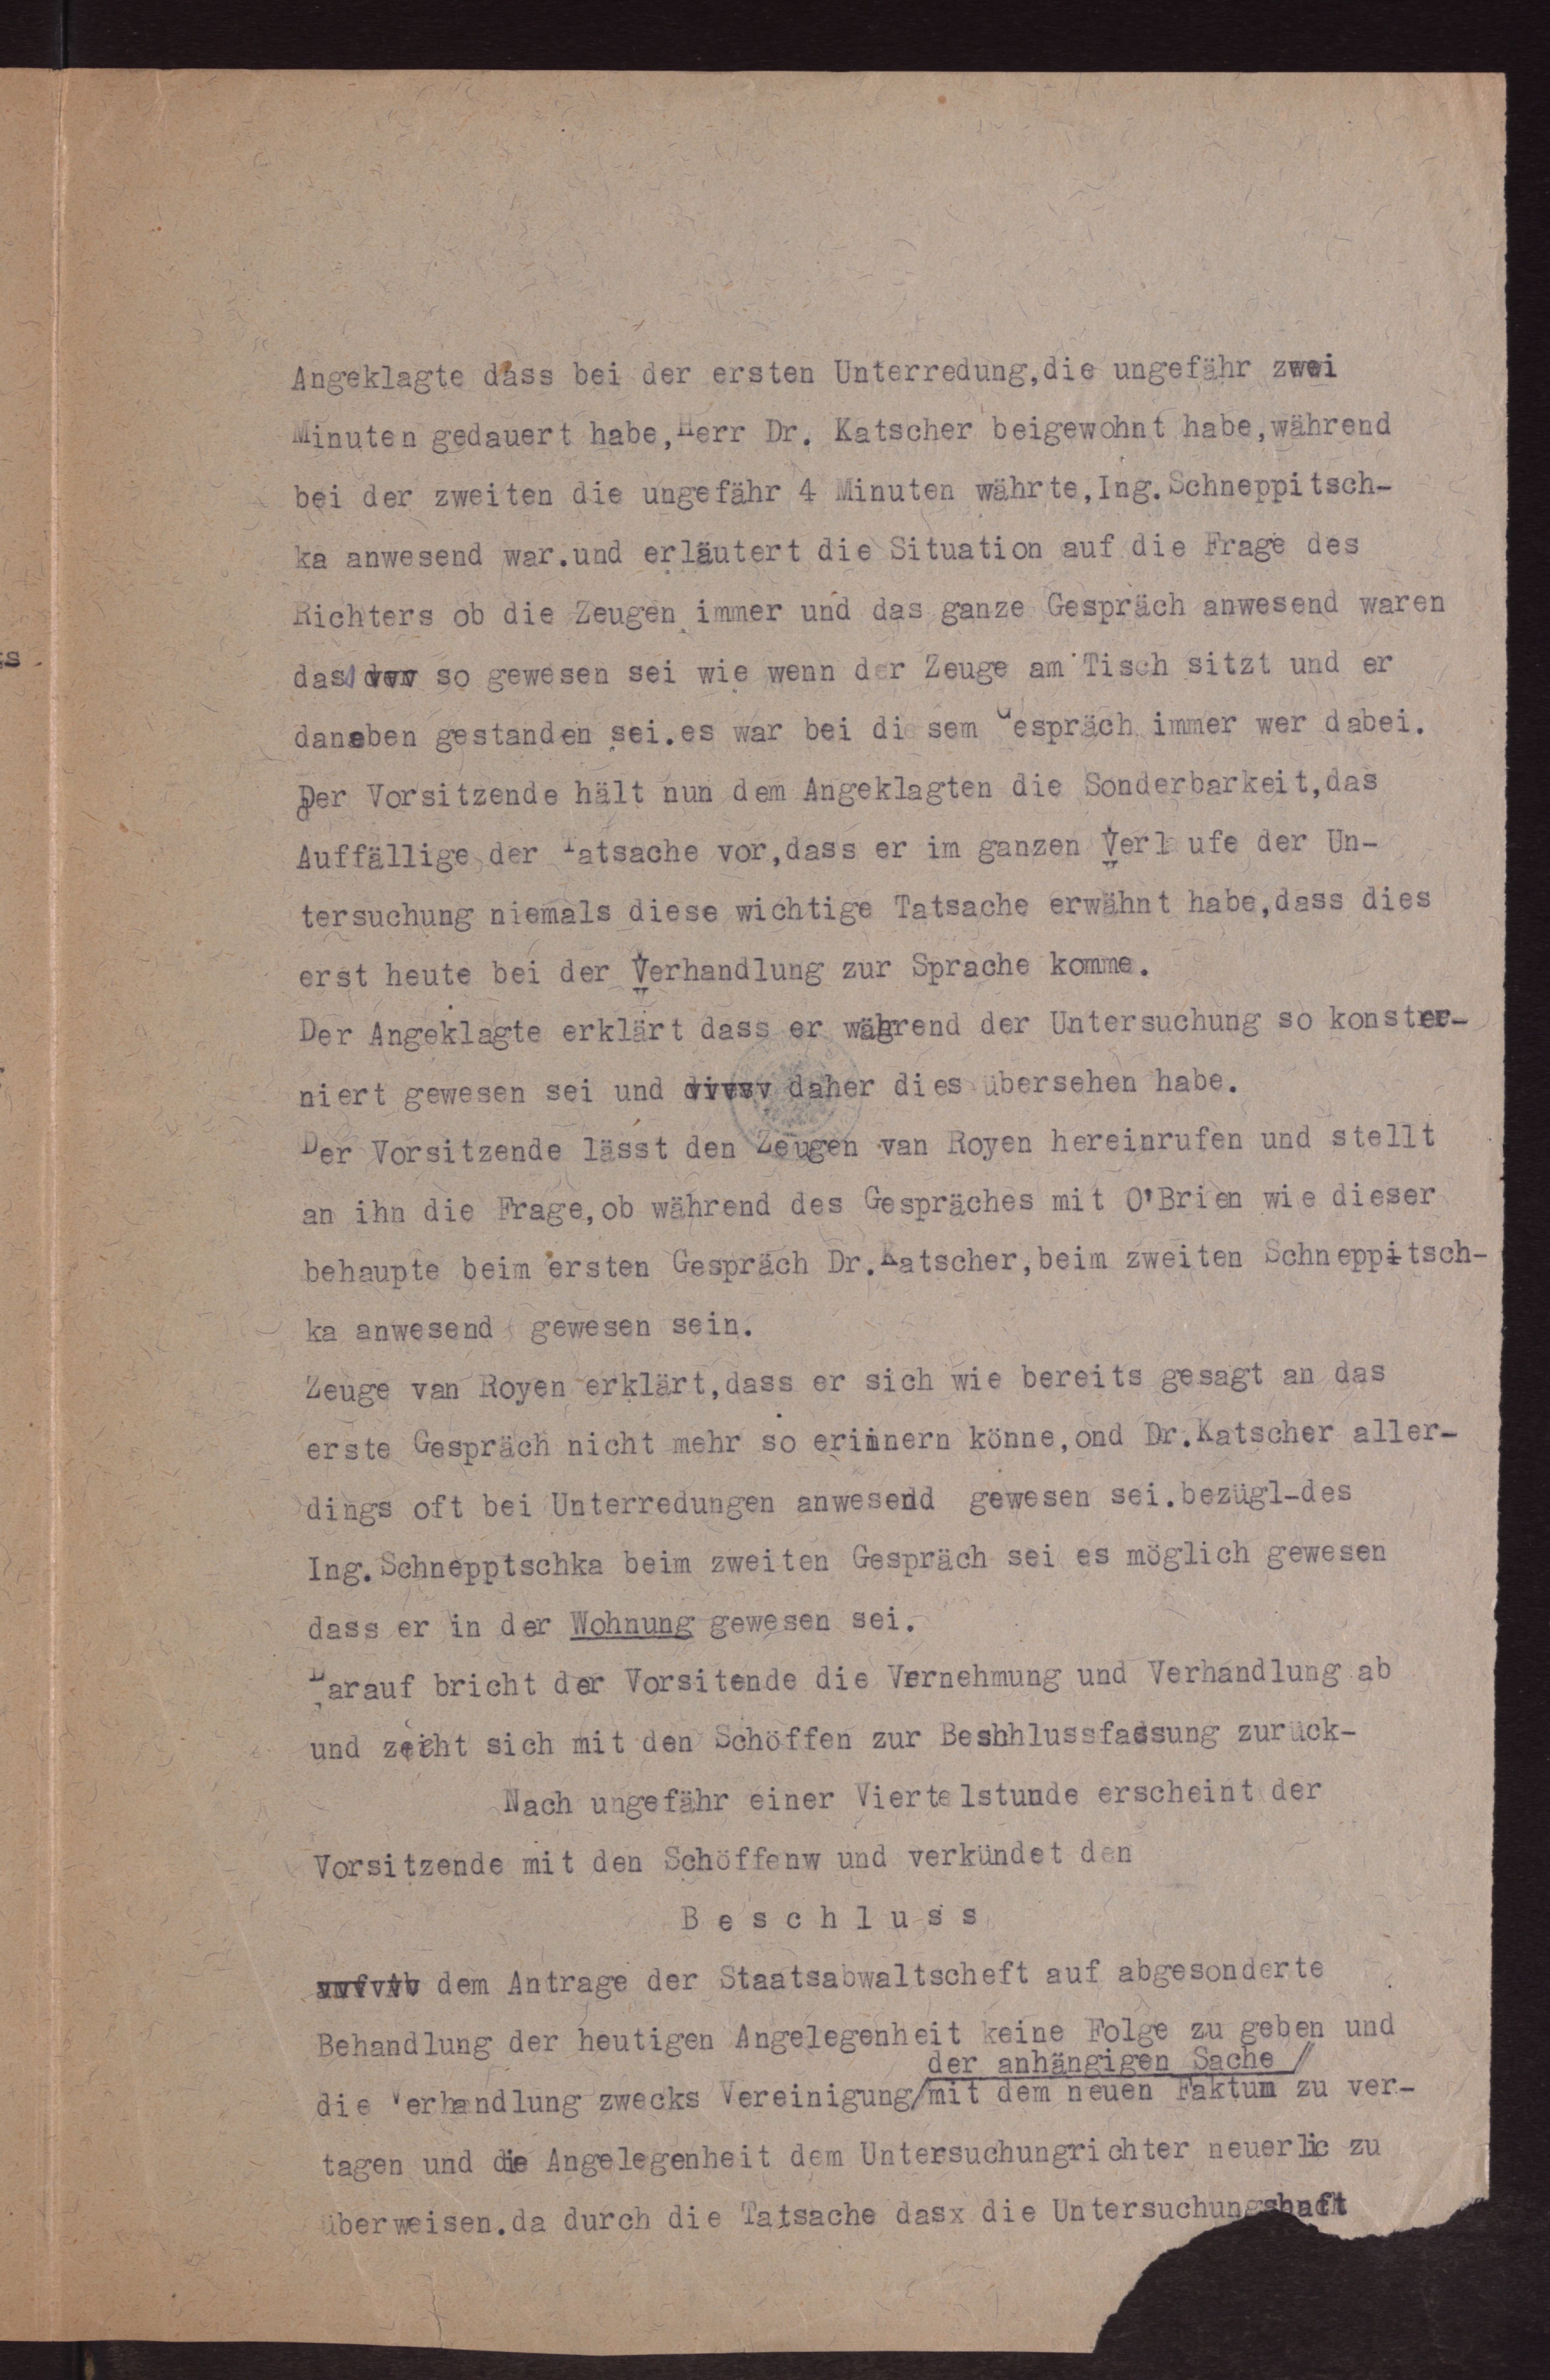 Angeklagte dass bei der ersten Unterredung,die ungefähr zwei
Minuten gedauert habe,Herr Dr. Katscher beigewohnt habe,während
bei der zweiten die ungefähr 4 Minuten währte,Ing.Schneppitsch-
ka anwesend war.und erläutert die Situation auf die Frage des
Richters ob die Zeugen immer und das ganze Gespräch anwesend waren
das so gewesen sei wie wenn der Zeuge am Tisch sitzt und er
daneben gestanden sei.es war bei diesem Gespräch immer wer dabei.
Der Vorsitzende hält nun dem Angeklagten die Sonderbarkeit,das
Auffällige der Tatsache vor,dass er im ganzen Verlaufe der Un-
tersuchung niemals diese wichtige Tatsache erwähnt habe,dass dies
erst heute bei der Verhandlung zur Sprache komme.
Der Angeklagte erklärt dass er während der Untersuchung so konster-
niert gewesen sei und daher dies übersehen habe.
Der Vorsitzende lässt den Zeugen van Royen hereinrufen und stellt
an ihn die Frage,ob während des Gespräches mit O'Brien wie dieser
behaupte beim ersten Gespräch Dr.Katscher,beim zweiten Schneppitsch-
ka anwesend gewesen sein.
Zeuge van Royen erklärt,dass er sich wie bereits gesagt an das
erste Gespräch nicht mehr so erinnern könne,ond Dr.Katscher aller-
dings oft bei Unterredungen anwesend gewesen sei.bezügl-des
Ing.Schnepptschka beim zweiten Gespräch sei es möglich gewesen
dass er in der Wohnung gewesen sei.
Darauf bricht der Vorsitende die Vernehmung und Verhandlung ab
und zeiht sich mit den Schöffen zur Beshhlussfassung zurück-
Nach ungefähr einer Viertelstunde erscheint der
Vorsitzende mit den Schöffenw und verkündet den
B e s c h l u s s
dem Antrage der Staatsabwaltscheft auf abgesonderte
Behandlung der heutigen Angelegenheit keine Folge zu geben und
der anhängigen Sache /
die Verhandlung zwecks Vereinigung/mit dem neuen Faktum zu ver-
tagen und die Angelegenheit dem Untersuchungrichter neuerlic zu
überweisen.da durch die Tatsache dasx die Untersuchungshaft